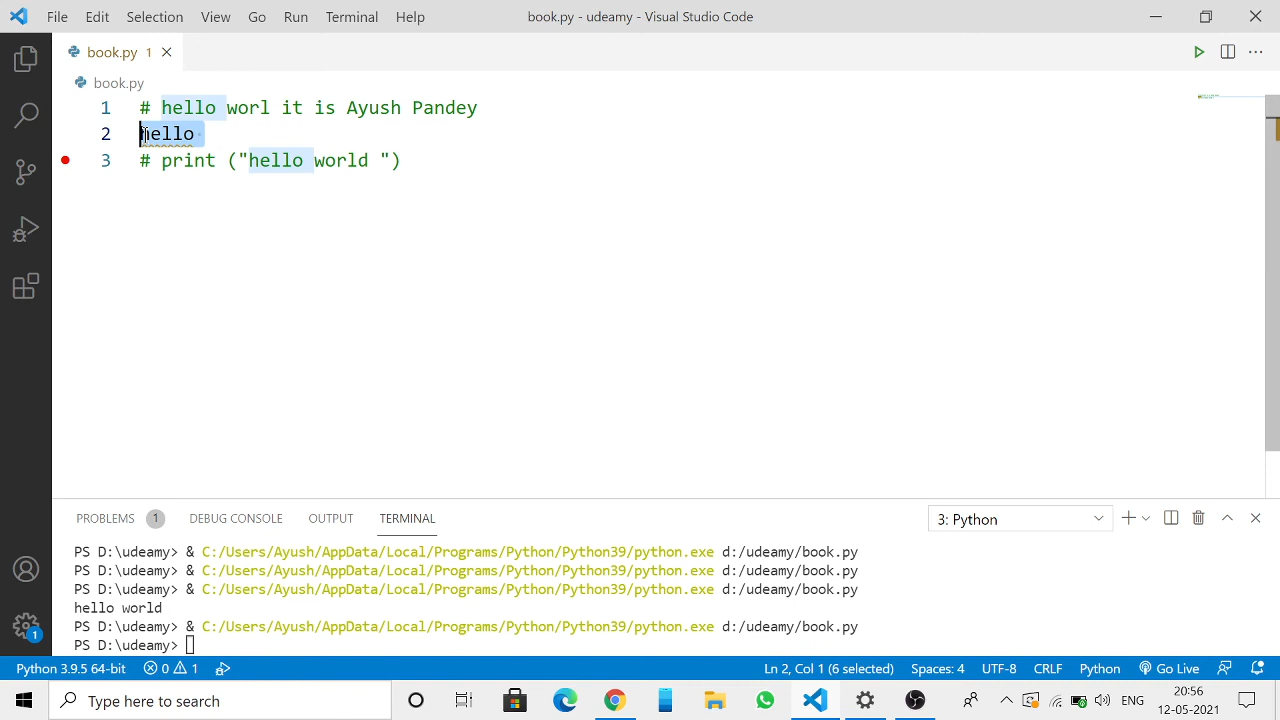 File Edit Selection View Go Run Terminal Help book.py - udeamy - Visual Studio Code
book.py 1
book.py
1 # hello worl it is Ayush Pandey
2 hello
3 # print ("hello world ")
PROBLEMS 1 DEBUG CONSOLE OUTPUT TERMINAL 3: Python
PS D:\udeamy> & C:/Users/Ayush/AppData/Local/Programs/Python/Python39/python.exe d:/udeamy/book.py
PS D:\udeamy> & C:/Users/Ayush/AppData/Local/Programs/Python/Python39/python.exe d:/udeamy/book.py
PS D:\udeamy> & C:/Users/Ayush/AppData/Local/Programs/Python/Python39/python.exe d:/udeamy/book.py
hello world
PS D:\udeamy> & C:/Users/Ayush/AppData/Local/Programs/Python/Python39/python.exe d:/udeamy/book.py
PS D:\udeamy>
1
Python 3.9.5 64-bit 0 1 Ln 2, Col 1 (6 selected) Spaces: 4 UTF-8 CRLF Python Go Live
Type here to search ENG 20:56
12-05-2021